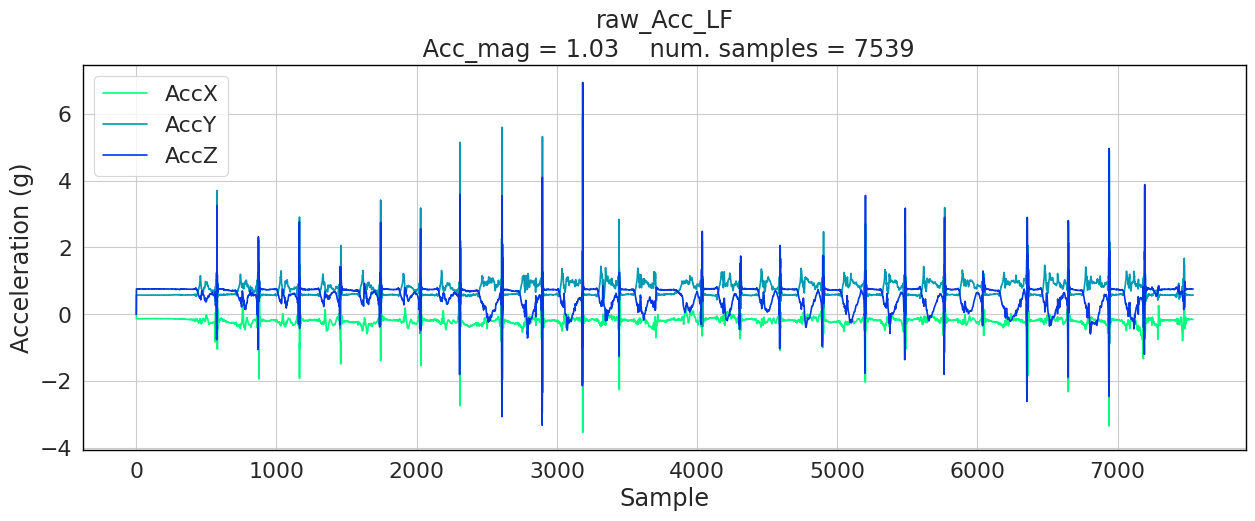 raw_Acc_LF
Acc_mag = 1.03    num. samples = 7539
AccX
AccY
AccZ
Acceleration (g)
6
4
2
0
−2
−4
0 1000 2000 3000 4000 5000 6000 7000
Sample